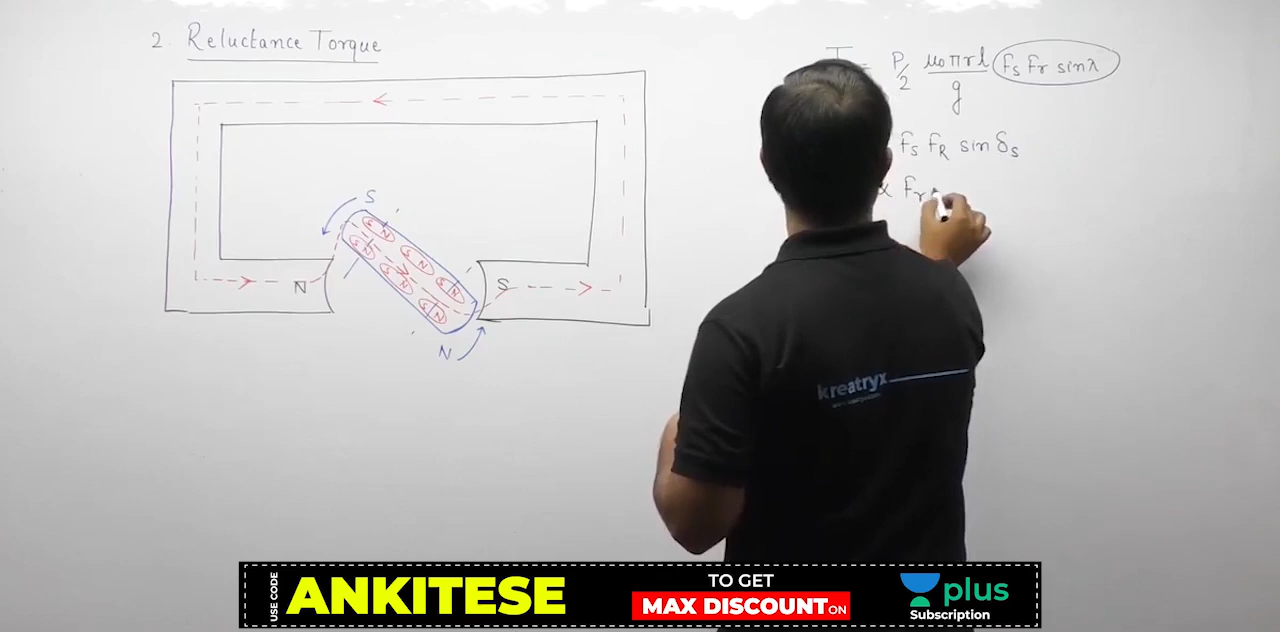 2. Reluctance Torque
T = P/2 μ₀πrl/g Fs Fr sinλ
Fs FR sin δs
∝ Fr
S
S N
S N
S N
S N
S N
S N
N
S
N
kreatryx
USE CODE
ANKITESE
TO GET
MAX DISCOUNT ON
plus
Subscription